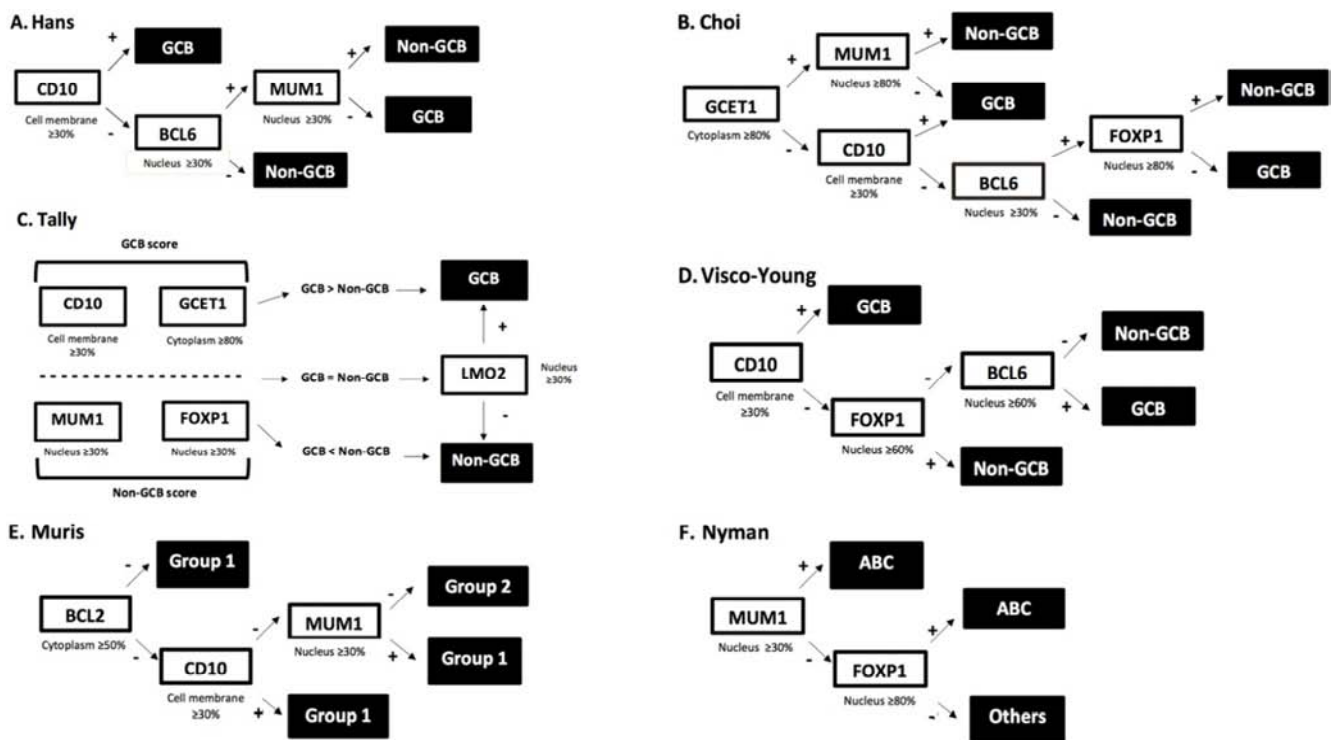 A. Hans
+
GCB
CD10
Cell membrane
≥30%
-
BCL6
Nucleus ≥30%
+
MUM1
Nucleus ≥30%
+
Non-GCB
-
GCB
-
Non-GCB
B. Choi
GCET1
Cytoplasm ≥80%
+
MUM1
Nucleus ≥80%
+
Non-GCB
-
GCB
-
CD10
Cell membrane
≥30%
+
-
BCL6
Nucleus ≥30%
+
FOXP1
Nucleus ≥80%
+
Non-GCB
-
GCB
-
Non-GCB
C. Tally
GCB score
CD10
Cell membrane
≥30%
GCET1
Cytoplasm ≥80%
GCB > Non-GCB
GCB
+
GCB = Non-GCB
LMO2
Nucleus
≥30%
-
MUM1
Nucleus ≥30%
FOXP1
Nucleus ≥30%
GCB < Non-GCB
Non-GCB
Non-GCB score
D. Visco-Young
CD10
Cell membrane
≥30%
+
GCB
-
FOXP1
Nucleus ≥60%
-
BCL6
Nucleus ≥60%
-
Non-GCB
+
GCB
+
Non-GCB
E. Muris
BCL2
Cytoplasm ≥50%
-
Group 1
-
CD10
Cell membrane
≥30%
-
MUM1
Nucleus ≥30%
-
Group 2
+
Group 1
+
Group 1
F. Nyman
MUM1
Nucleus ≥30%
+
ABC
-
FOXP1
Nucleus ≥80%
+
ABC
-
Others